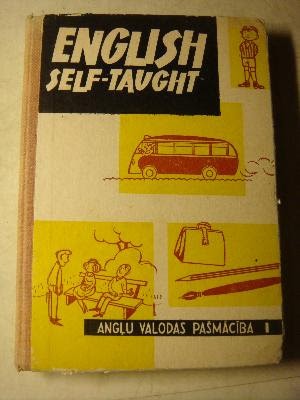 ENGLISH
SELF-TAUGHT
ANGĻU VALODAS PAŠMĀCĪBA I